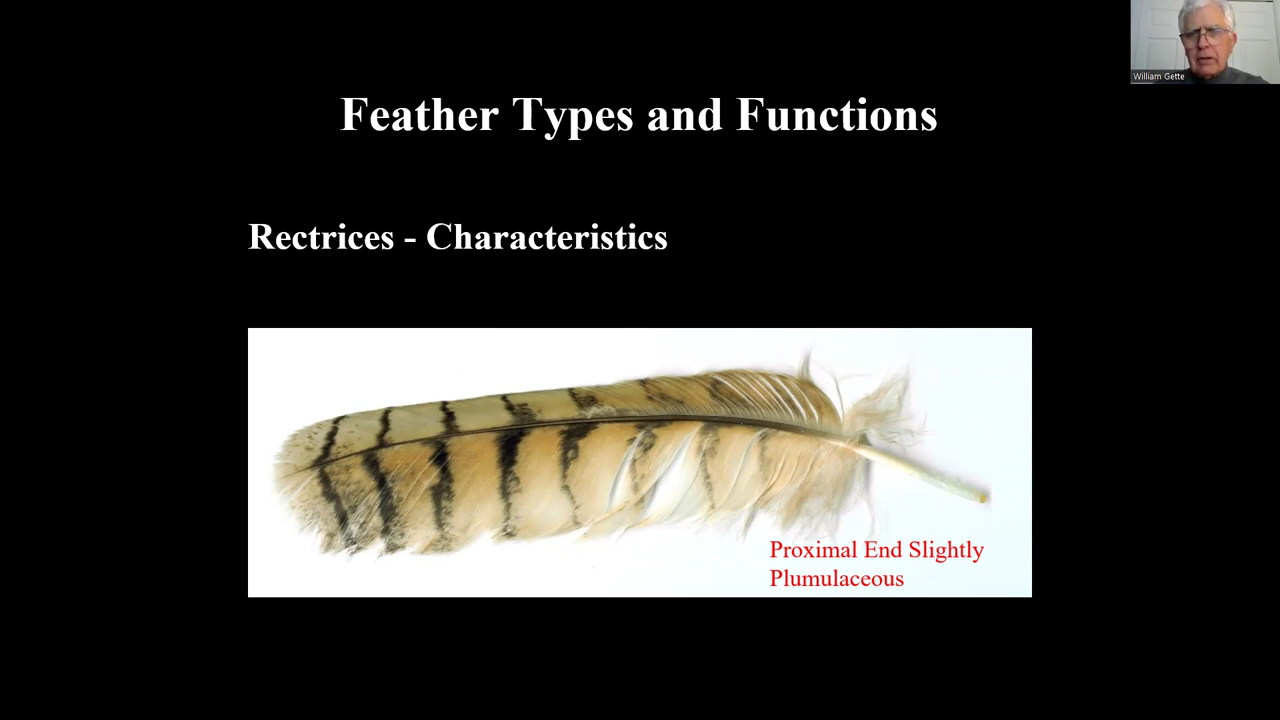 William Gette
Feather Types and Functions
Rectrices - Characteristics
Proximal End Slightly
Plumulaceous